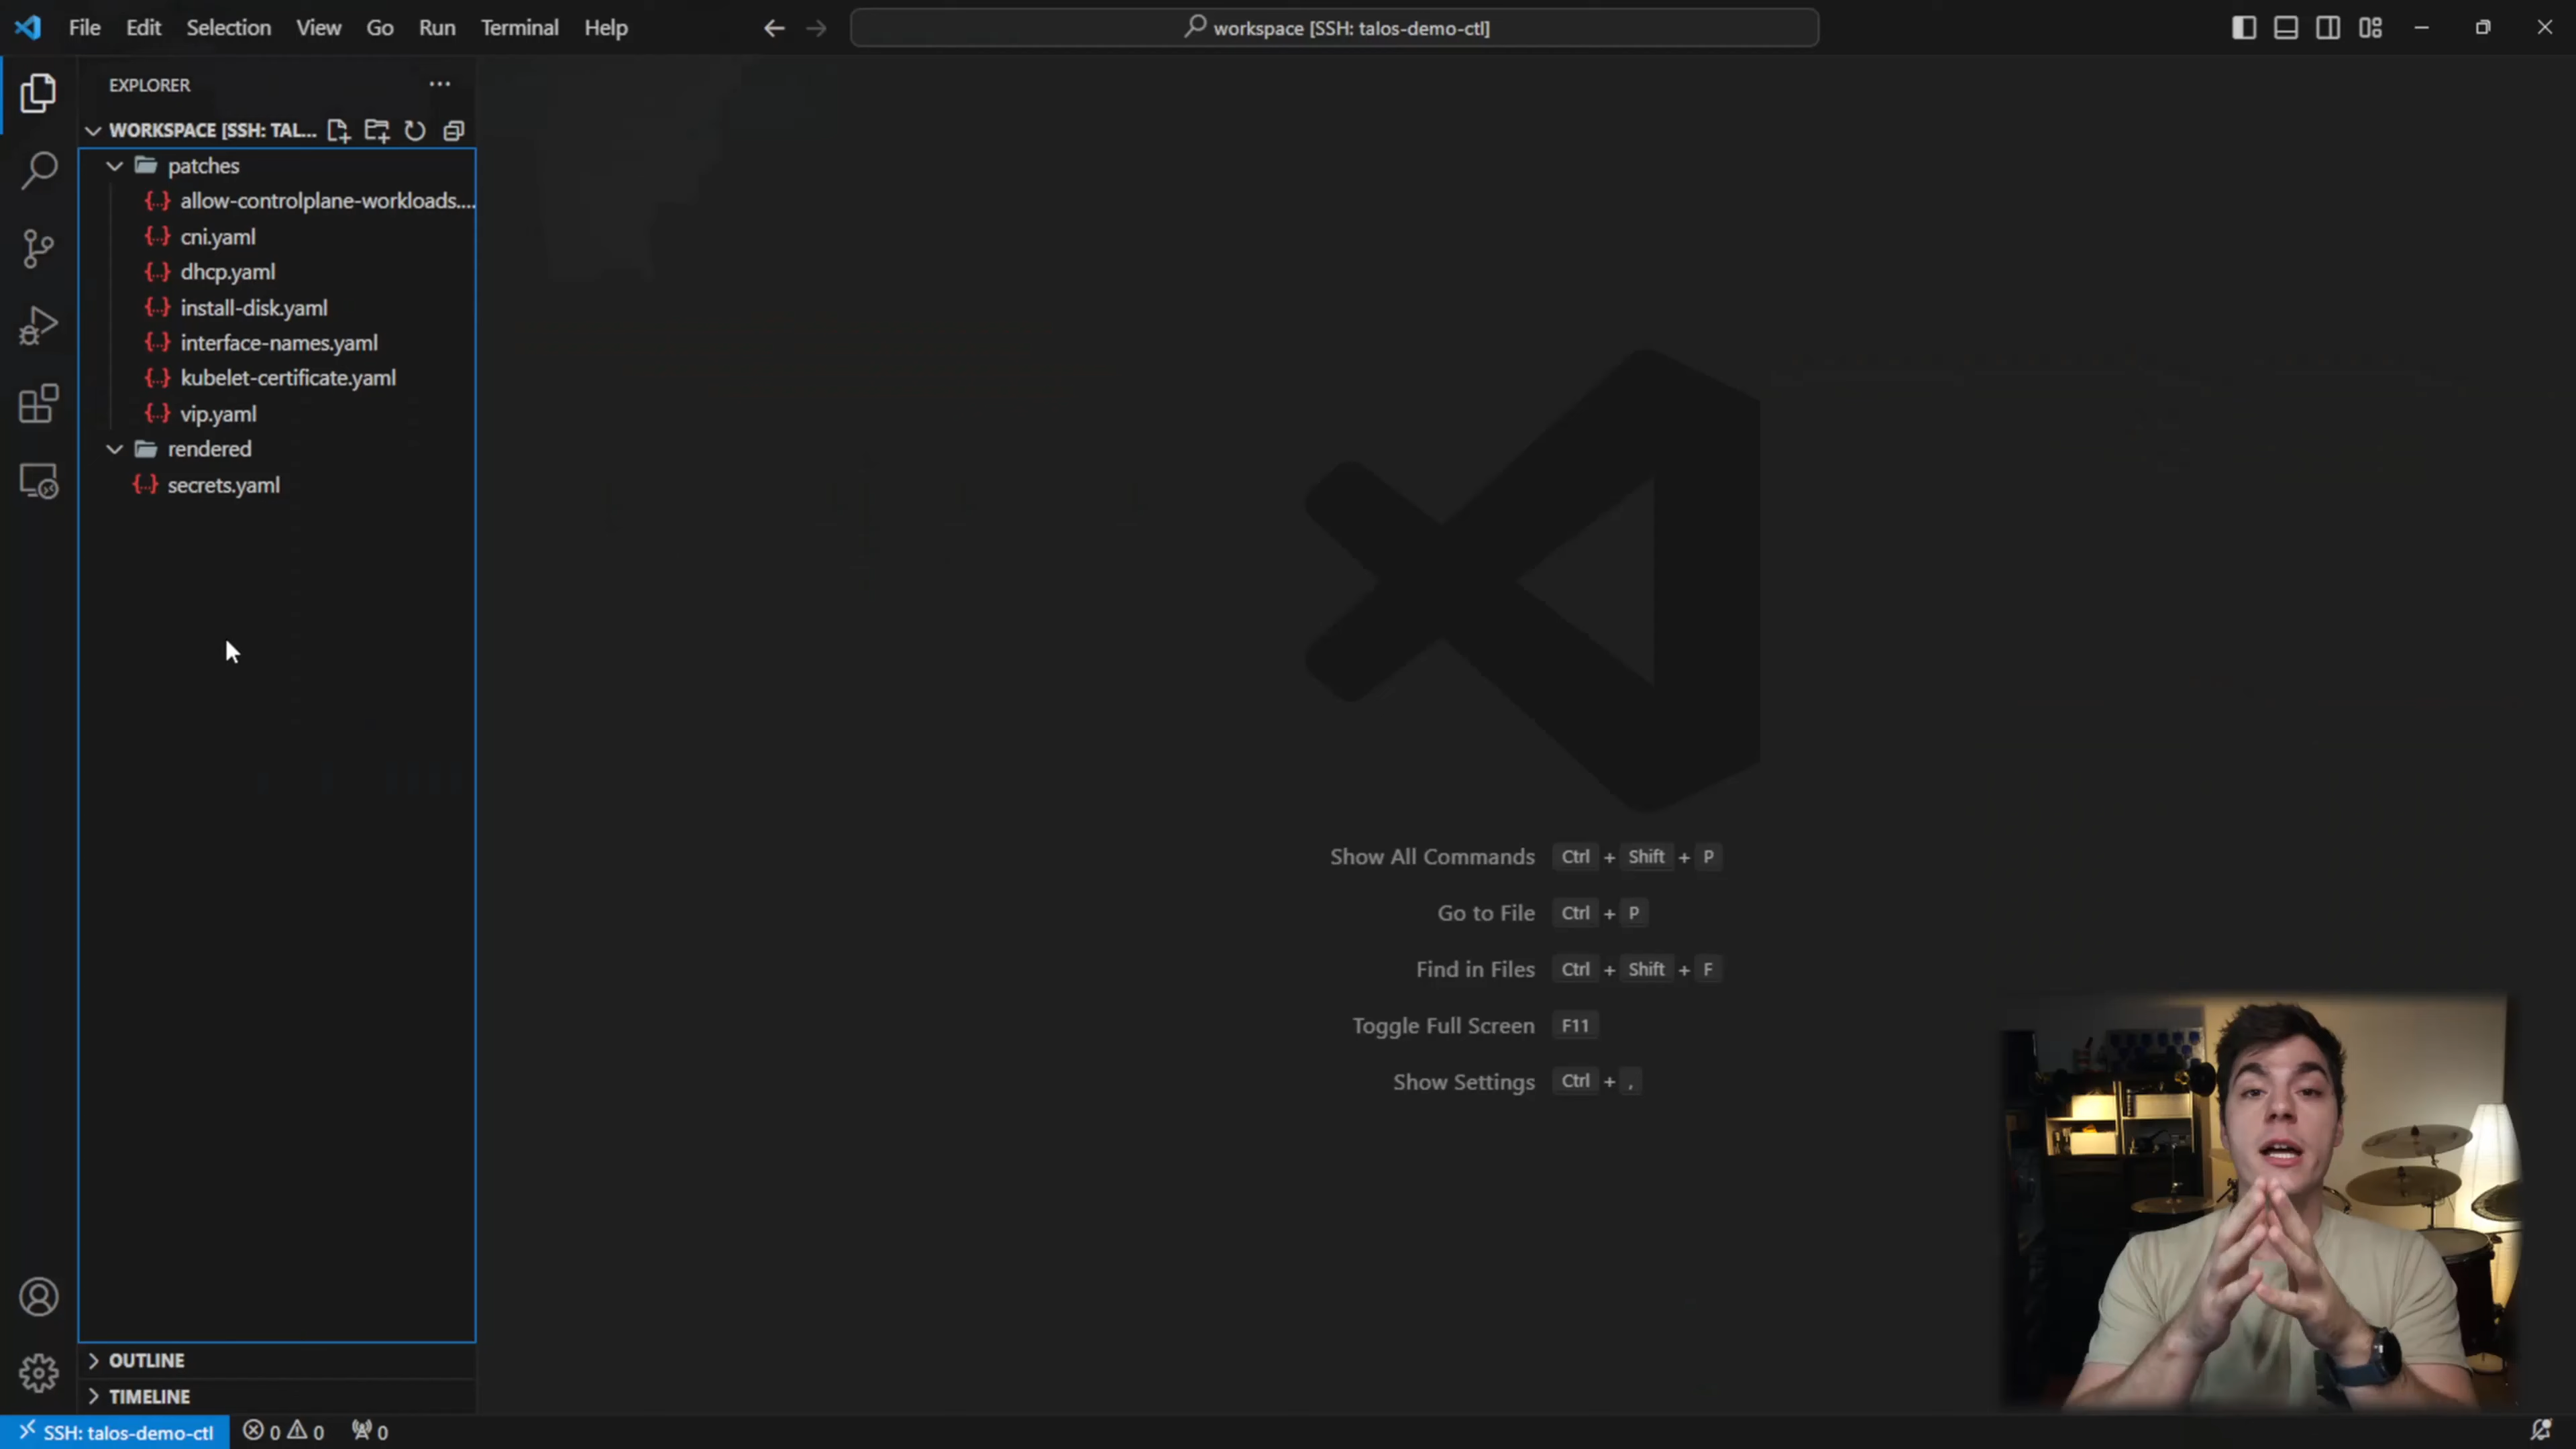 File Edit Selection View Go Run Terminal Help
workspace [SSH: talos-demo-ctl]
EXPLORER
WORKSPACE [SSH: TAL...
patches
allow-controlplane-workloads....
cni.yaml
dhcp.yaml
install-disk.yaml
interface-names.yaml
kubelet-certificate.yaml
vip.yaml
rendered
secrets.yaml
Show All Commands Ctrl + Shift + P
Go to File Ctrl + P
Find in Files Ctrl + Shift + F
Toggle Full Screen F11
Show Settings Ctrl + ,
OUTLINE
TIMELINE
SSH: talos-demo-ctl 0 0 0